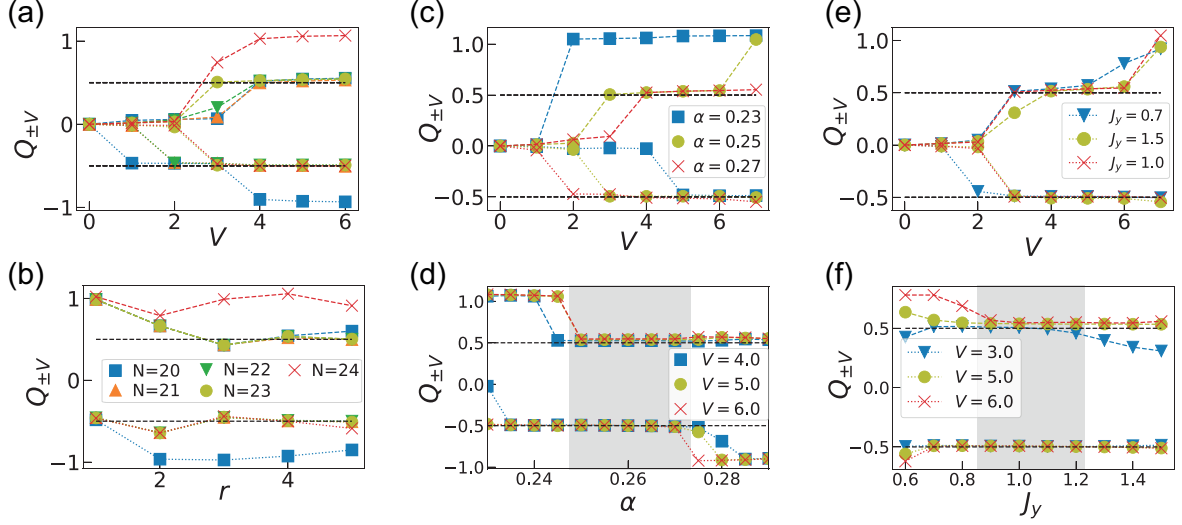 (a)
1
0
−1
Q±V
0 2 4 6
V
(c)
1.0
0.5
0.0
−0.5
Q±V
α = 0.23
α = 0.25
α = 0.27
0 2 4 6
V
(e)
1.0
0.5
0.0
−0.5
Q±V
Jy = 0.7
Jy = 1.5
Jy = 1.0
0 2 4 6
V
(b)
1
0
−1
Q±V
N=20 N=22 N=24
N=21 N=23
2 4
r
(d)
1.0
0.5
0.0
−0.5
−1.0
Q±V
V = 4.0
V = 5.0
V = 6.0
0.24 0.26 0.28
α
(f)
0.5
0.0
−0.5
Q±V
V = 3.0
V = 5.0
V = 6.0
0.6 0.8 1.0 1.2 1.4
Jy